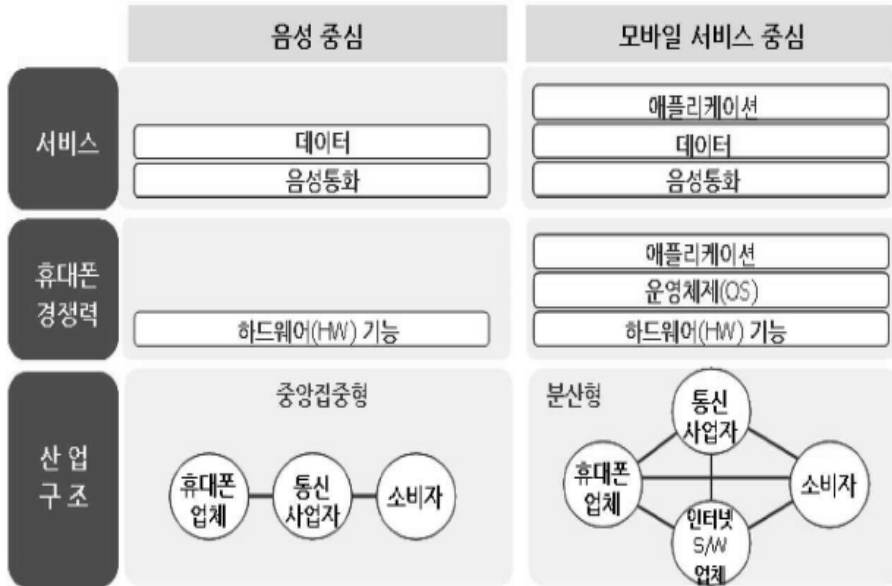 음성 중심
모바일 서비스 중심
서비스
데이터
음성통화
애플리케이션
데이터
음성통화
휴대폰
경쟁력
하드웨어(HW) 기능
애플리케이션
운영체제(OS)
하드웨어(HW) 기능
산 업
구 조
중앙집중형
휴대폰
업체
통신
사업자
소비자
분산형
통신
사업자
휴대폰
업체
소비자
인터넷
S/W
업체